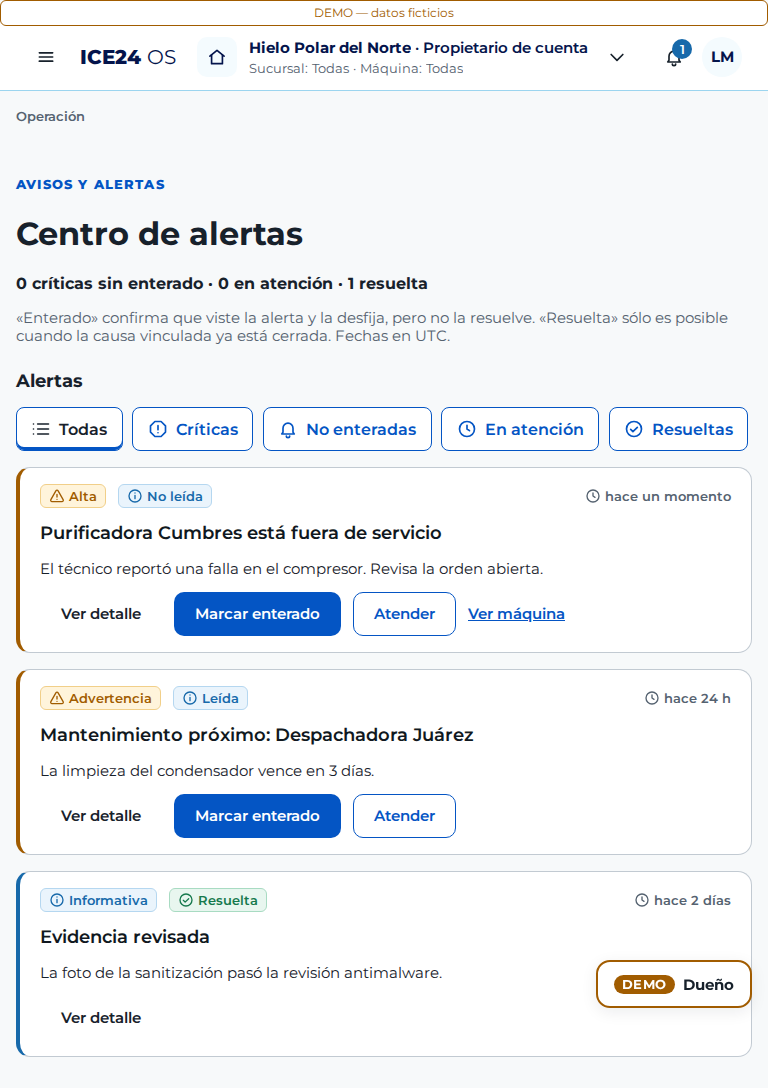 DEMO — datos ficticios
ICE24 OS
Hielo Polar del Norte · Propietario de cuenta
Sucursal: Todas · Máquina: Todas
1
LM
Operación
AVISOS Y ALERTAS
Centro de alertas
0 críticas sin enterado · 0 en atención · 1 resuelta
«Enterado» confirma que viste la alerta y la desfija, pero no la resuelve. «Resuelta» sólo es posible
cuando la causa vinculada ya está cerrada. Fechas en UTC.
Alertas
Todas Críticas No enteradas En atención Resueltas
Alta No leída hace un momento
Purificadora Cumbres está fuera de servicio
El técnico reportó una falla en el compresor. Revisa la orden abierta.
Ver detalle Marcar enterado Atender Ver máquina
Advertencia Leída hace 24 h
Mantenimiento próximo: Despachadora Juárez
La limpieza del condensador vence en 3 días.
Ver detalle Marcar enterado Atender
Informativa Resuelta hace 2 días
Evidencia revisada
La foto de la sanitización pasó la revisión antimalware.
DEMO Dueño
Ver detalle